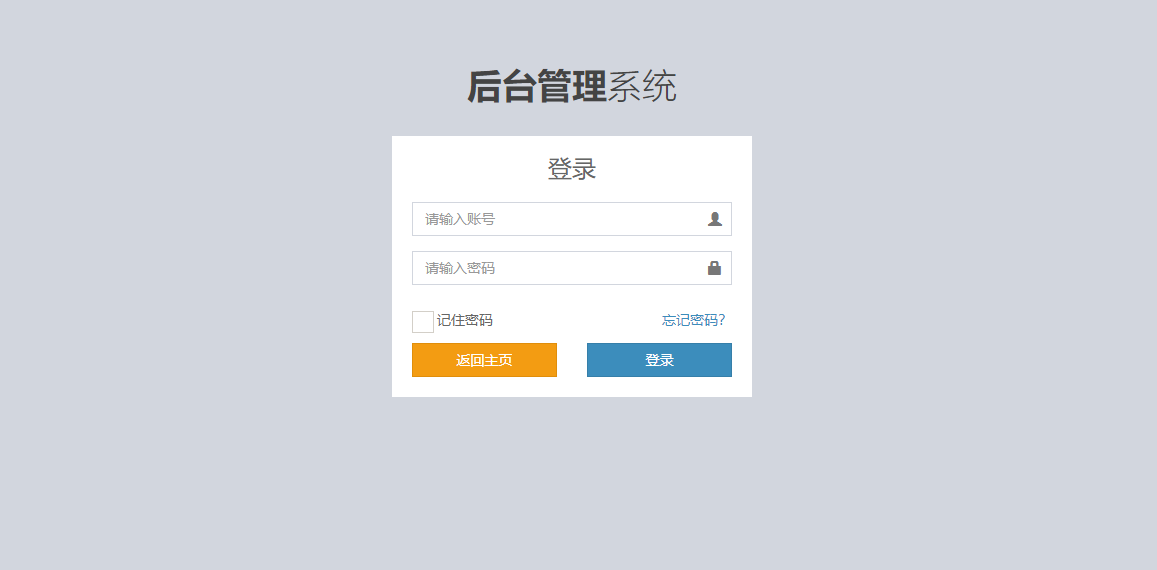 后台管理系统
登录
请输入账号
请输入密码
记住密码 忘记密码?
返回主页 登录